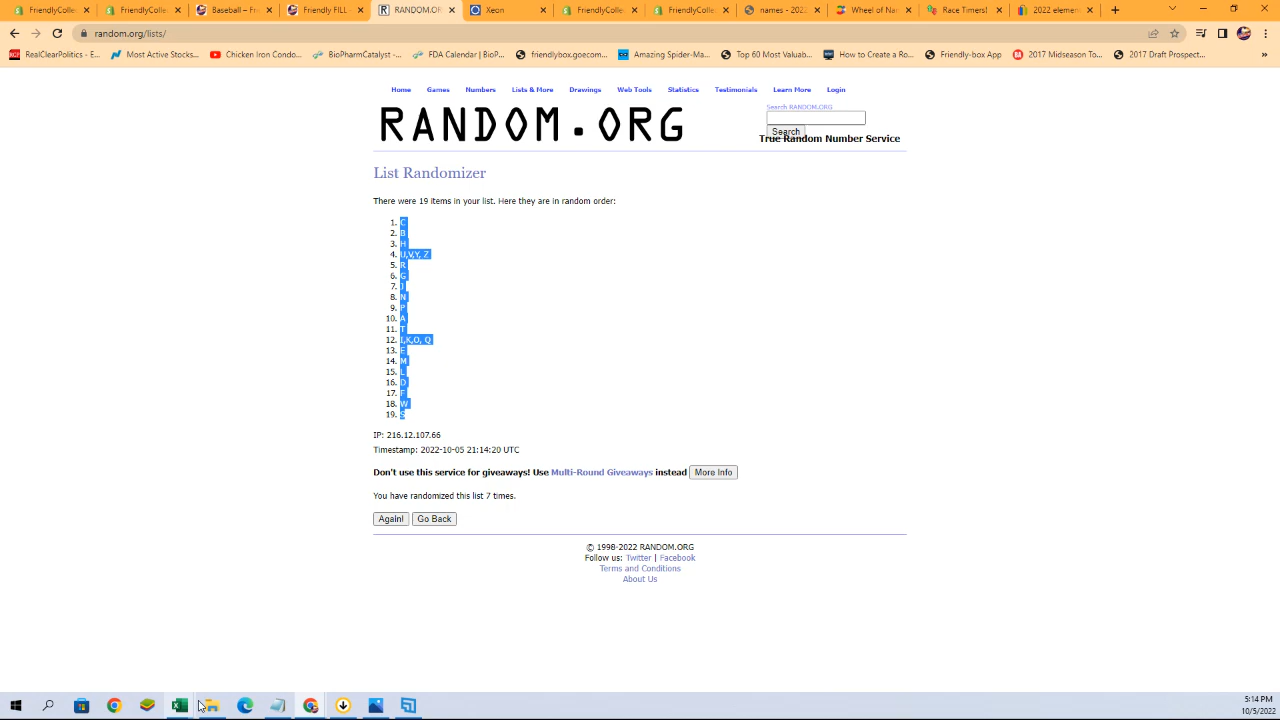 FriendlyColle
FriendlyColle
Baseball – Fr
Friendly FILL
RANDOM.ORG
Xeon
FriendlyColle
FriendlyColle
names - 202
Wheel of Nar
Race Timers!
2022 elemen
random.org/lists/
RealClearPolitics - E...
Most Active Stocks...
Chicken Iron Condo...
BioPharmCatalyst -...
FDA Calendar | BioP...
friendlybox.goecom...
Amazing Spider-Ma...
Top 60 Most Valuab...
How to Create a Ro...
Friendly-box App
2017 Midseason To...
2017 Draft Prospect...
Home Games Numbers Lists & More Drawings Web Tools Statistics Testimonials Learn More Login
Search RANDOM.ORG
RANDOM.ORG
Search
True Random Number Service
List Randomizer
There were 19 items in your list. Here they are in random order:
1. C
2. B
3. H
4. U,V,Y, Z
5. R
6. G
7. J
8. N
9. P
10. A
11. T
12. I,K,O, Q
13. E
14. M
15. L
16. D
17. F
18. W
19. S
IP: 216.12.107.66
Timestamp: 2022-10-05 21:14:20 UTC
Don't use this service for giveaways! Use Multi-Round Giveaways instead More Info
You have randomized this list 7 times.
Again! Go Back
© 1998-2022 RANDOM.ORG
Follow us: Twitter | Facebook
Terms and Conditions
About Us
5:14 PM
10/5/2022